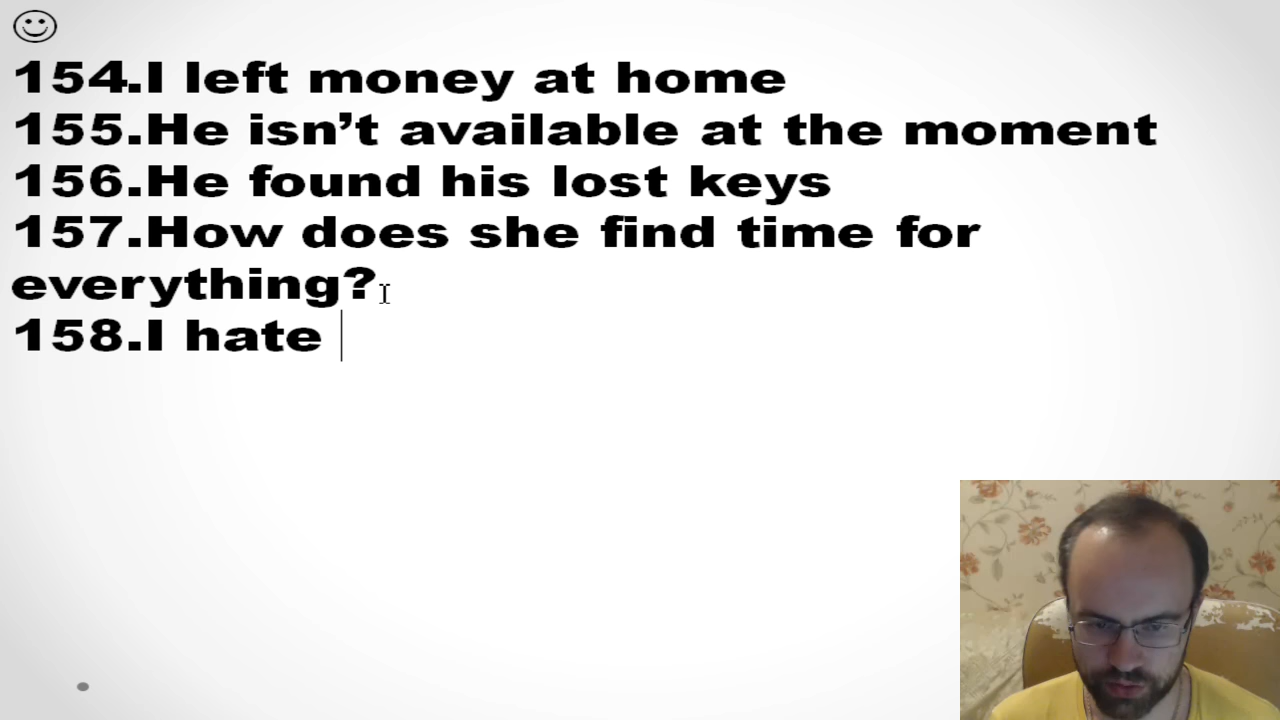 154.I left money at home
155.He isn’t available at the moment
156.He found his lost keys
157.How does she find time for
everything?
158.I hate